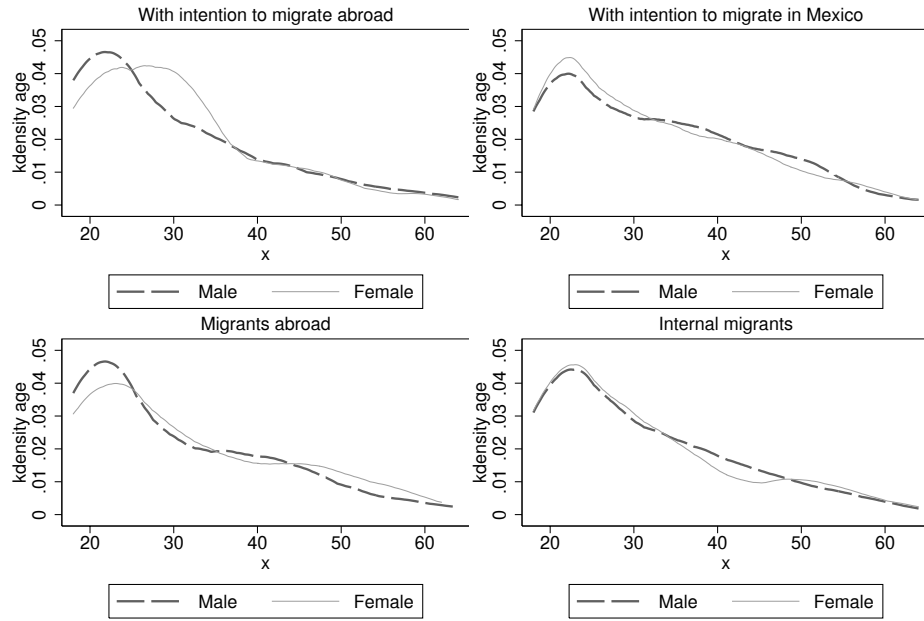 With intention to migrate abroad
kdensity age
0 .01 .02 .03 .04 .05
20 30 40 50 60
x
Male Female
With intention to migrate in Mexico
kdensity age
0 .01 .02 .03 .04 .05
20 30 40 50 60
x
Male Female
Migrants abroad
kdensity age
0 .01 .02 .03 .04 .05
20 30 40 50 60
x
Male Female
Internal migrants
kdensity age
0 .01 .02 .03 .04 .05
20 30 40 50 60
x
Male Female